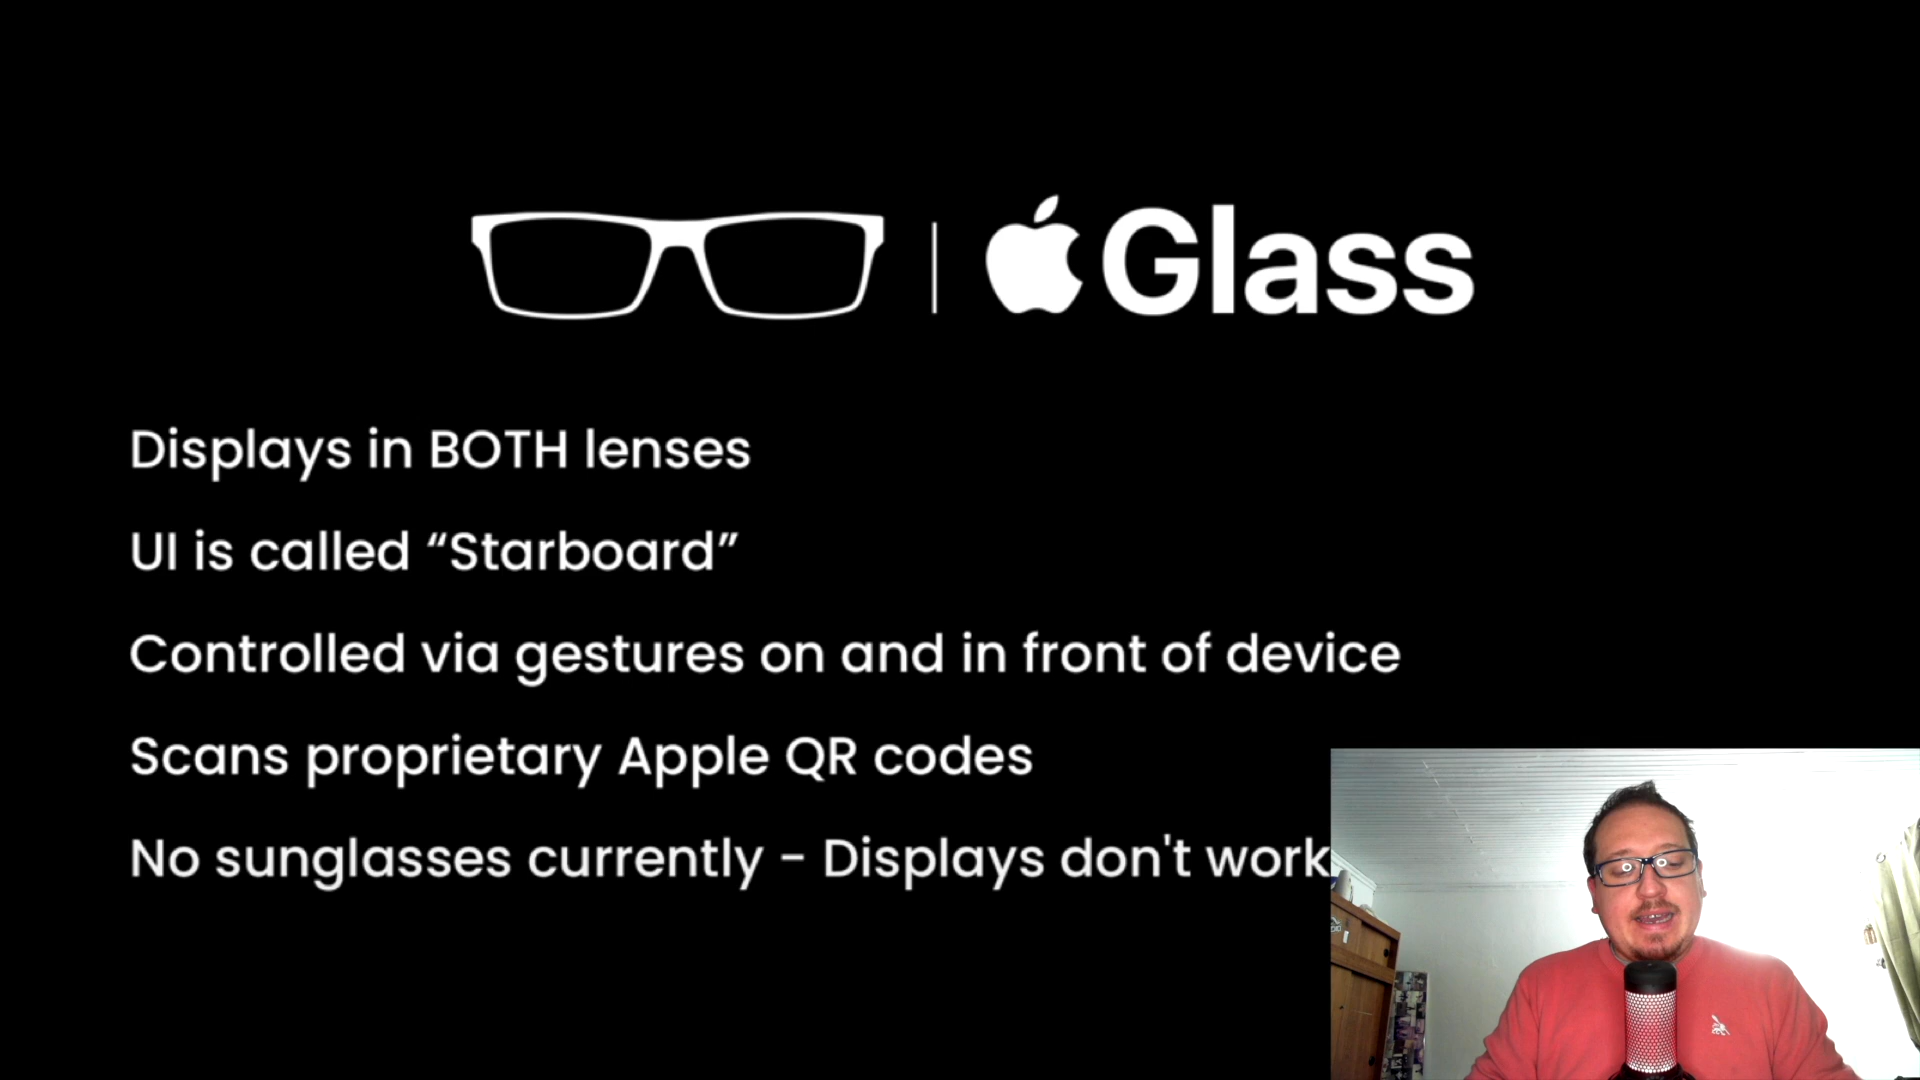 Glass
Displays in BOTH lenses
UI is called “Starboard”
Controlled via gestures on and in front of device
Scans proprietary Apple QR codes
No sunglasses currently - Displays don't work